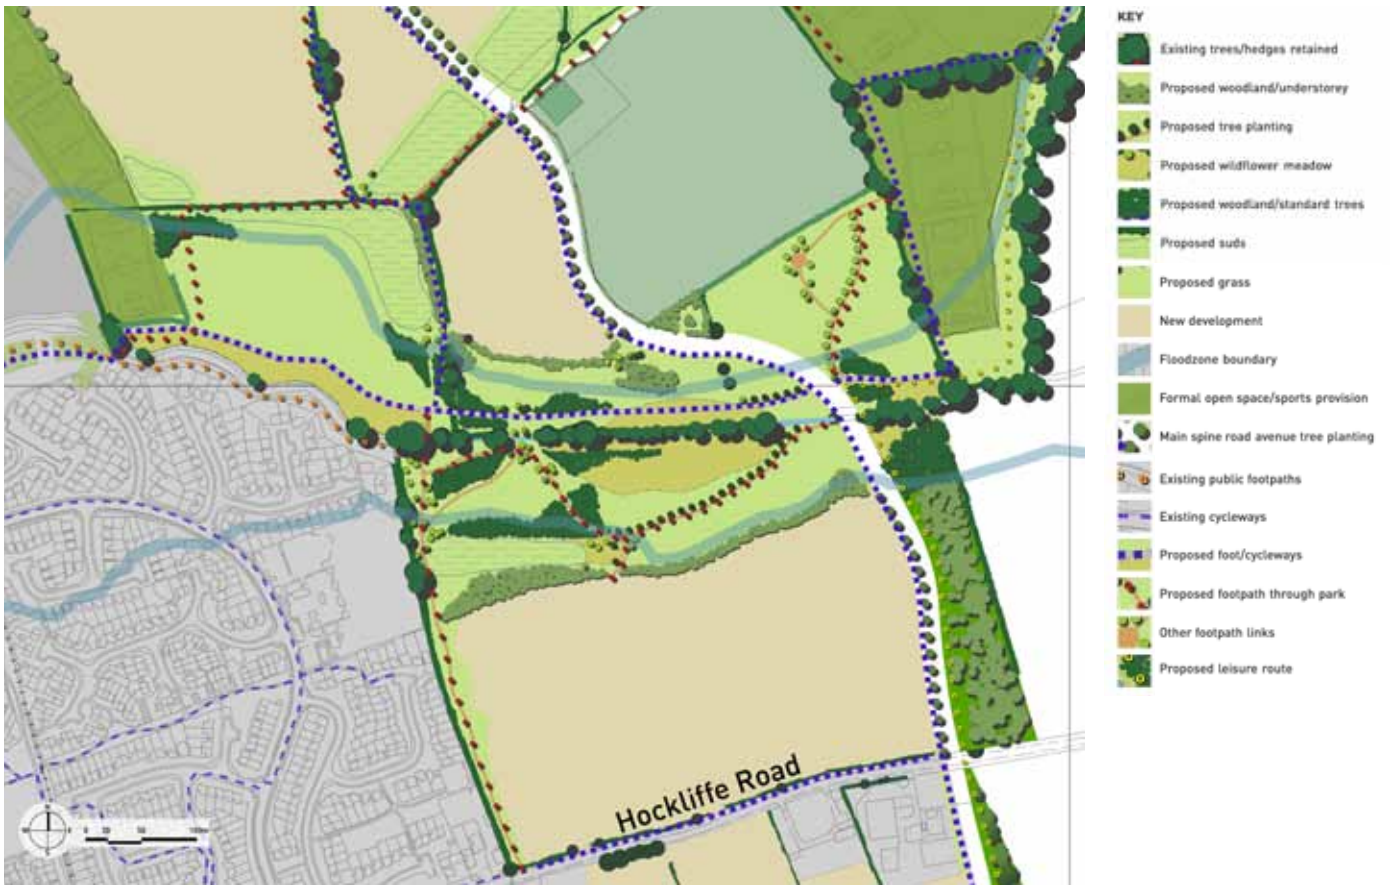 KEY
Existing trees/hedges retained
Proposed woodland/understorey
Proposed tree planting
Proposed wildflower meadow
Proposed woodland/standard trees
Proposed suds
Proposed grass
New development
Floodzone boundary
Formal open space/sports provision
Main spine road avenue tree planting
Existing public footpaths
Existing cycleways
Proposed foot/cycleways
Proposed footpath through park
Other footpath links
Proposed leisure route
Hockliffe Road